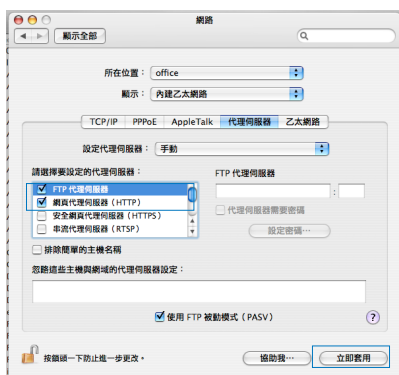 網路
顯示全部
所在位置： office
顯示： 內建乙太網路
TCP/IP PPPoE AppleTalk 代理伺服器 乙太網路
設定代理伺服器： 手動
請選擇要設定的代理伺服器：
FTP 代理伺服器
網頁代理伺服器（HTTP）
安全網頁代理伺服器（HTTPS）
串流代理伺服器（RTSP）
FTP 代理伺服器
:
代理伺服器需要密碼
設定密碼…
排除簡單的主機名稱
忽略這些主機與網域的代理伺服器設定：
使用 FTP 被動模式（PASV）
?
按鎖頭一下防止進一步更改。
協助我…
立即套用